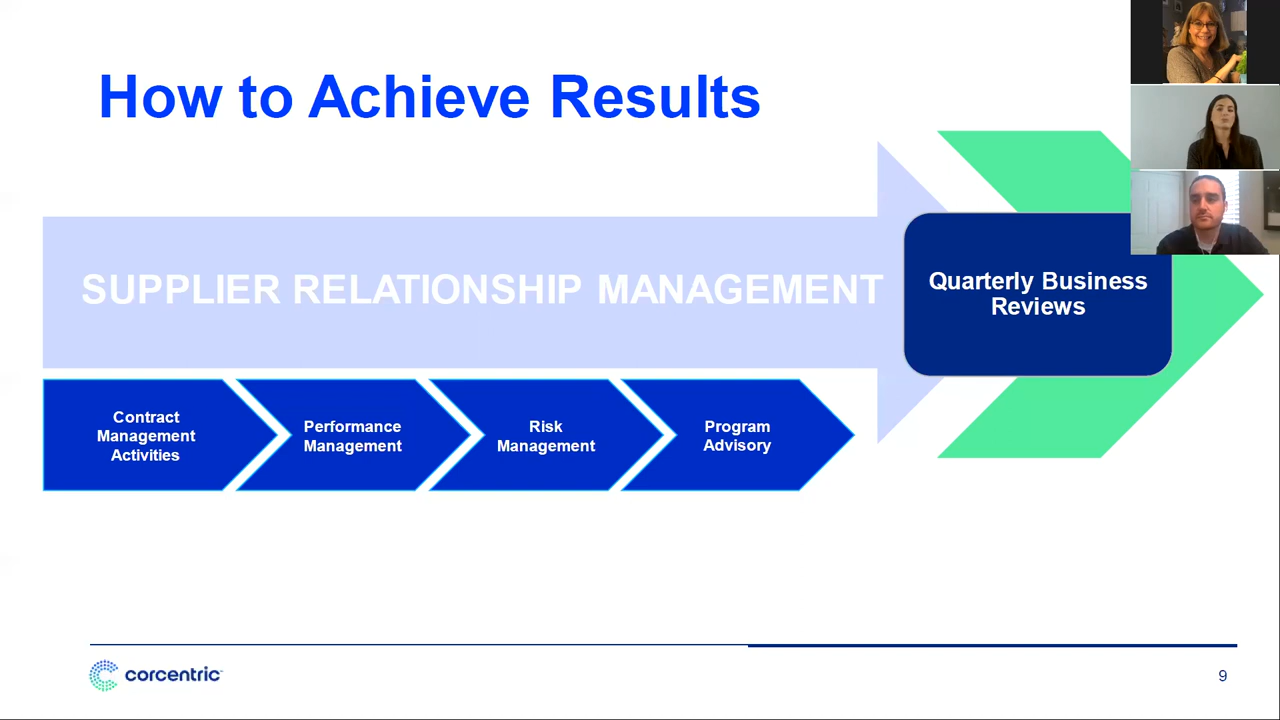 How to Achieve Results
SUPPLIER RELATIONSHIP MANAGEMENT
Quarterly Business
Reviews
Contract
Management
Activities
Performance
Management
Risk
Management
Program
Advisory
corcentric
9